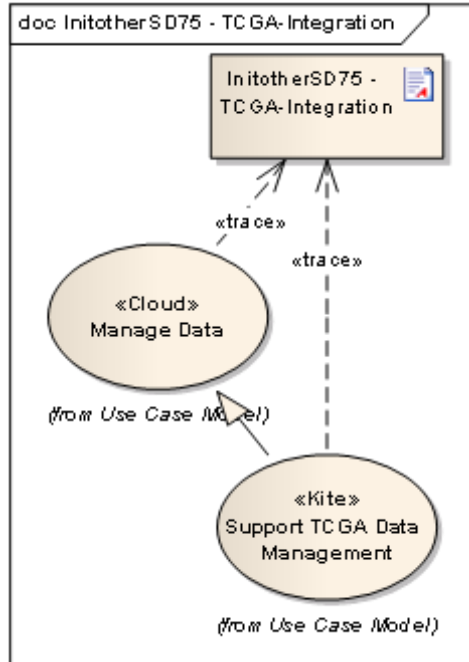 doc InitotherSD75 - TCGA-Integration
InitotherSD75 -
TCGA-Integration
«trace»
«trace»
«Cloud»
Manage Data
(from Use Case Model)
«Kite»
Support TCGA Data
Management
(from Use Case Model)